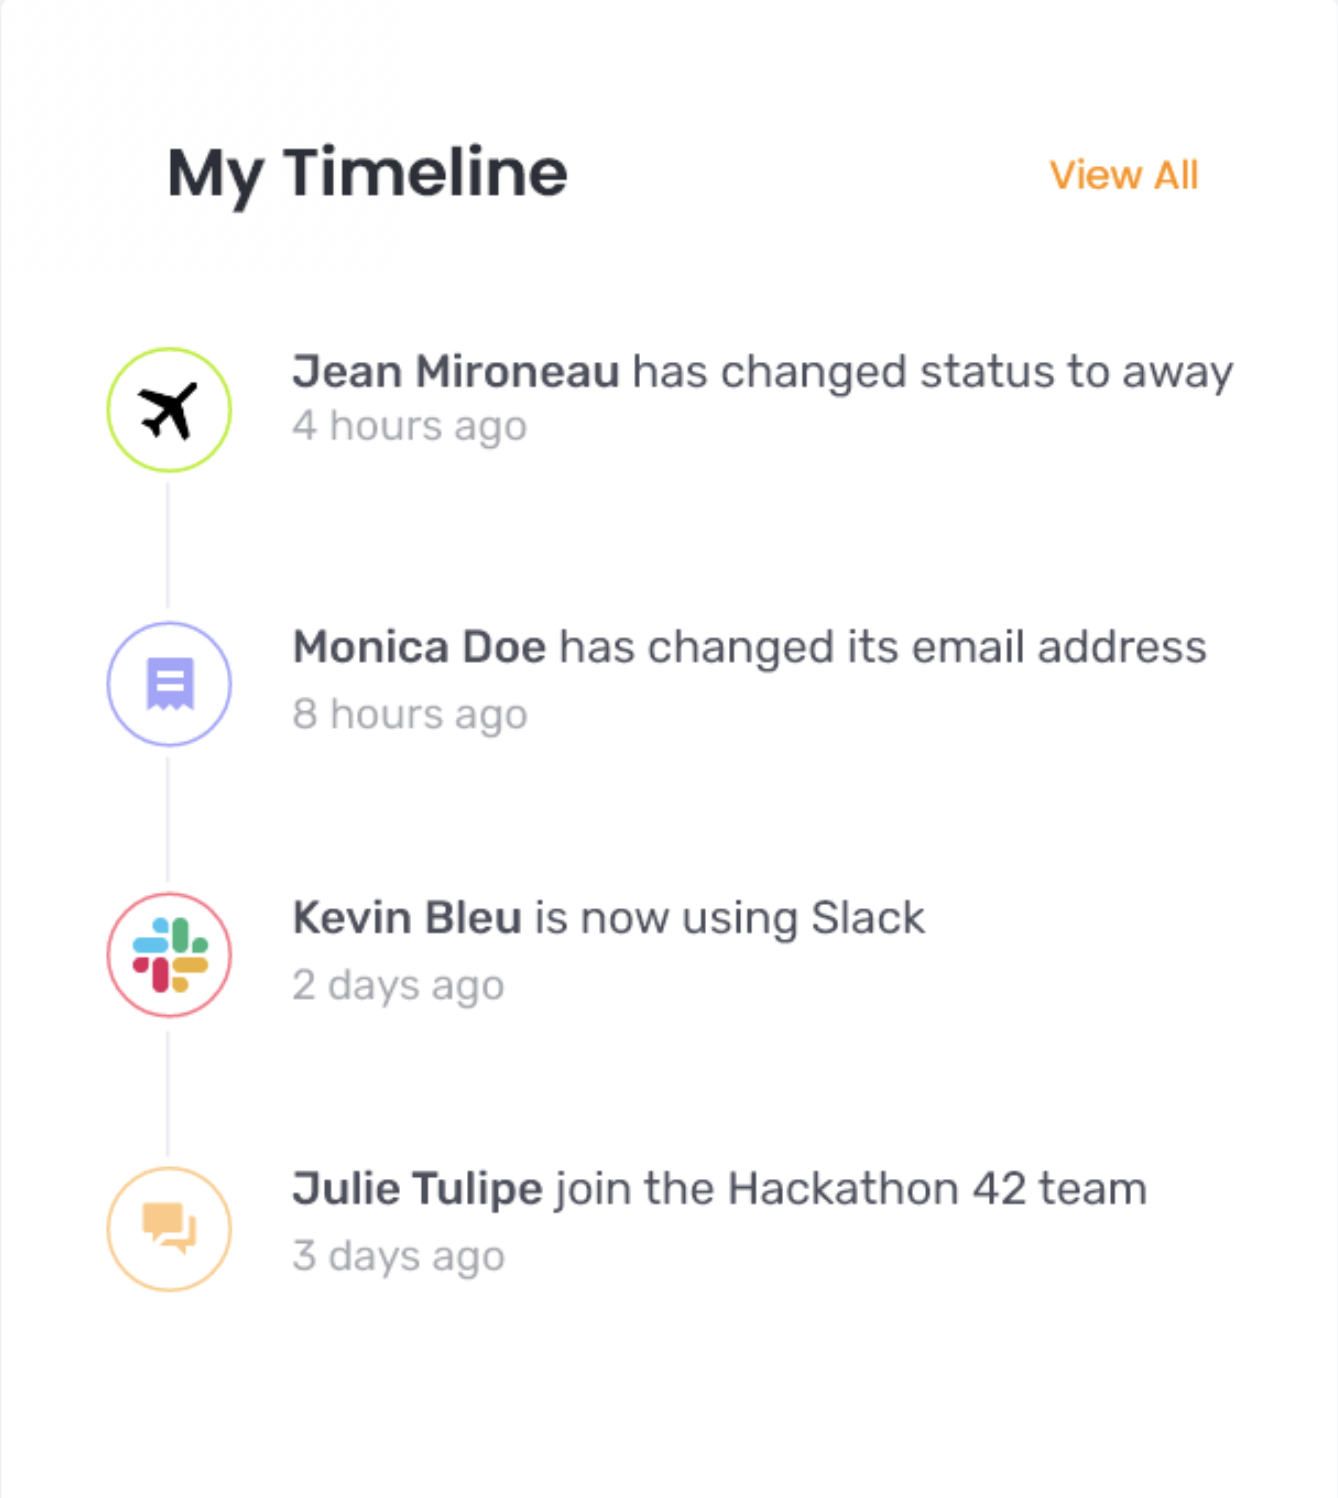 My Timeline
View All
Jean Mironeau has changed status to away
4 hours ago
Monica Doe has changed its email address
8 hours ago
Kevin Bleu is now using Slack
2 days ago
Julie Tulipe join the Hackathon 42 team
3 days ago